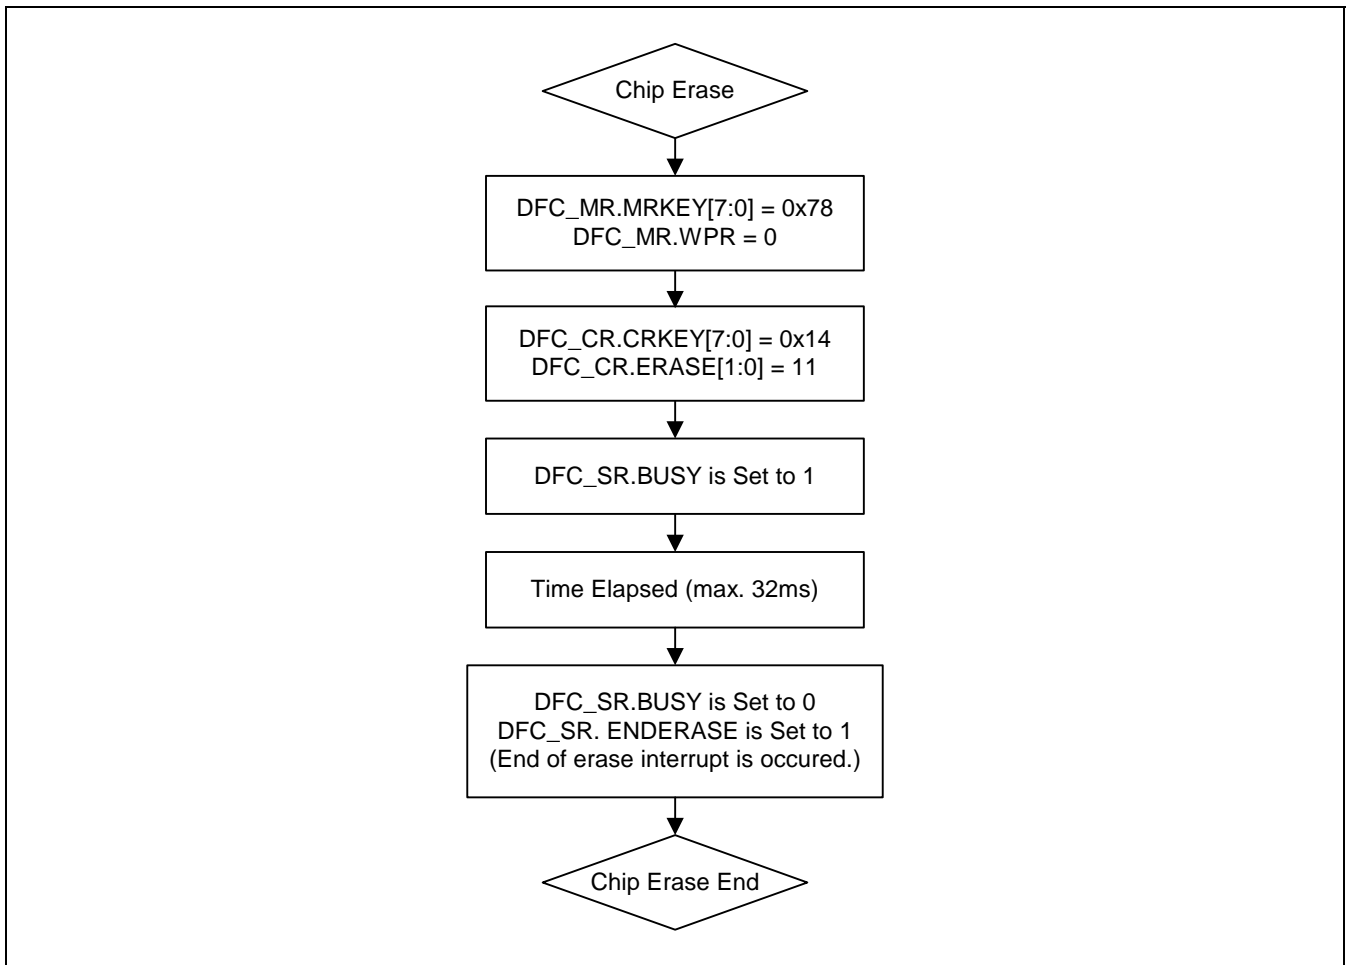 Chip Erase
DFC_MR.MRKEY[7:0] = 0x78
DFC_MR.WPR = 0
DFC_CR.CRKEY[7:0] = 0x14
DFC_CR.ERASE[1:0] = 11
DFC_SR.BUSY is Set to 1
Time Elapsed (max. 32ms)
DFC_SR.BUSY is Set to 0
DFC_SR. ENDERASE is Set to 1
(End of erase interrupt is occured.)
Chip Erase End